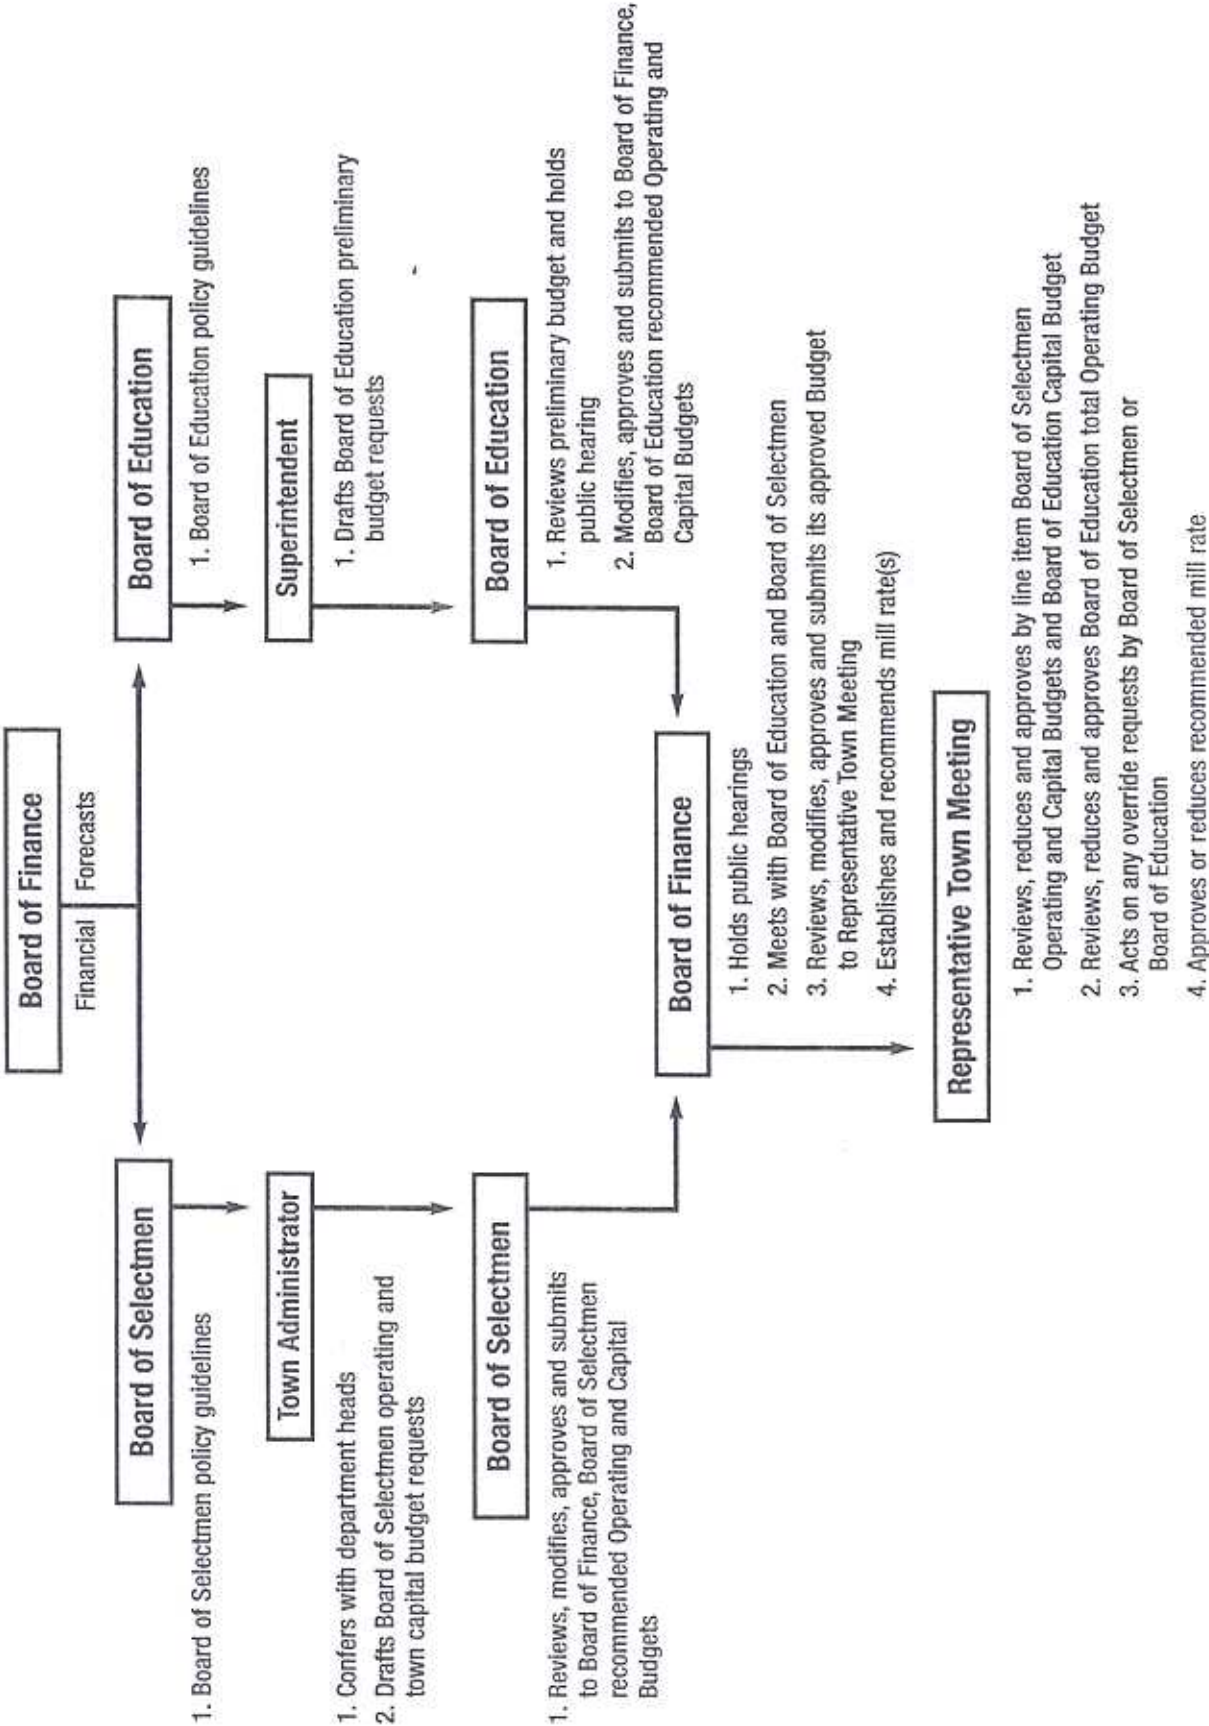 Board of Finance
Financial Forecasts
Board of Selectmen
1. Board of Selectmen policy guidelines
Town Administrator
1. Confers with department heads
2. Drafts Board of Selectmen operating and
town capital budget requests
Board of Selectmen
1. Reviews, modifies, approves and submits
to Board of Finance, Board of Selectmen
recommended Operating and Capital
Budgets
Board of Education
1. Board of Education policy guidelines
Superintendent
1. Drafts Board of Education preliminary
budget requests
Board of Education
1. Reviews preliminary budget and holds
public hearing
2. Modifies, approves and submits to Board of Finance,
Board of Education recommended Operating and
Capital Budgets
Board of Finance
1. Holds public hearings
2. Meets with Board of Education and Board of Selectmen
3. Reviews, modifies, approves and submits its approved Budget
to Representative Town Meeting
4. Establishes and recommends mill rate(s)
Representative Town Meeting
1. Reviews, reduces and approves by line item Board of Selectmen
Operating and Capital Budgets and Board of Education Capital Budget
2. Reviews, reduces and approves Board of Education total Operating Budget
3. Acts on any override requests by Board of Selectmen or
Board of Education
4. Approves or reduces recommended mill rate